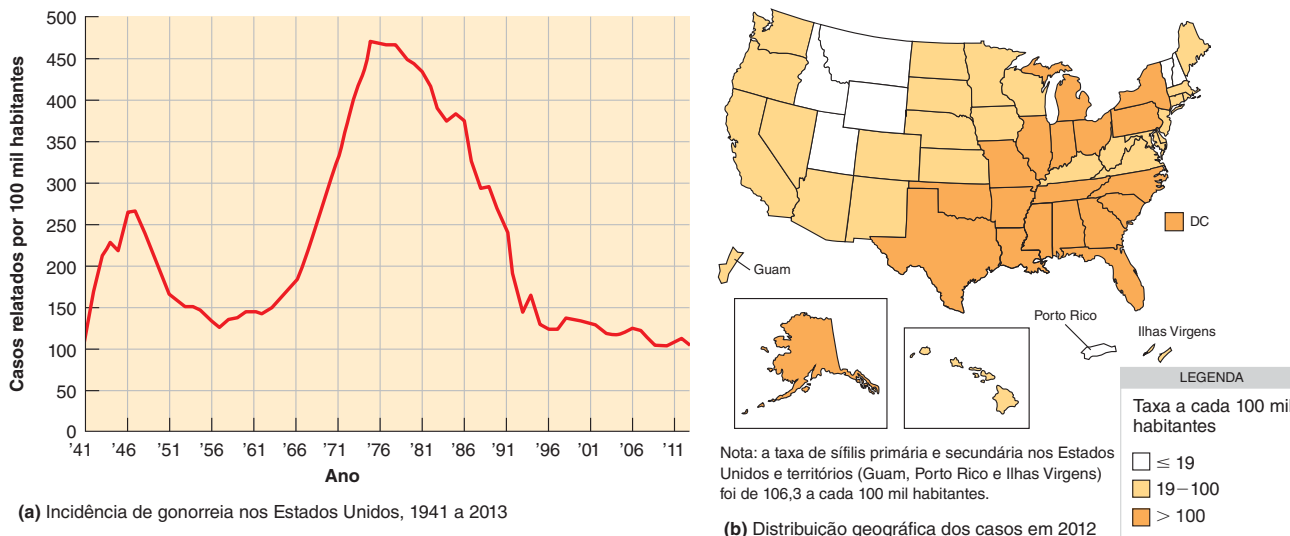 Casos relatados por 100 mil habitantes
500
450
400
350
300
250
200
150
100
50
0
'41 '46 '51 '56 '61 '66 '71 '76 '81 '86 '91 '96 '01 '06 '11
Ano
(a) Incidência de gonorreia nos Estados Unidos, 1941 a 2013
DC
Guam
Porto Rico
Ilhas Virgens
Nota: a taxa de sífilis primária e secundária nos Estados
Unidos e territórios (Guam, Porto Rico e Ilhas Virgens)
foi de 106,3 a cada 100 mil habitantes.
(b) Distribuição geográfica dos casos em 2012
LEGENDA
Taxa a cada 100 mil
habitantes
≤ 19
19–100
> 100